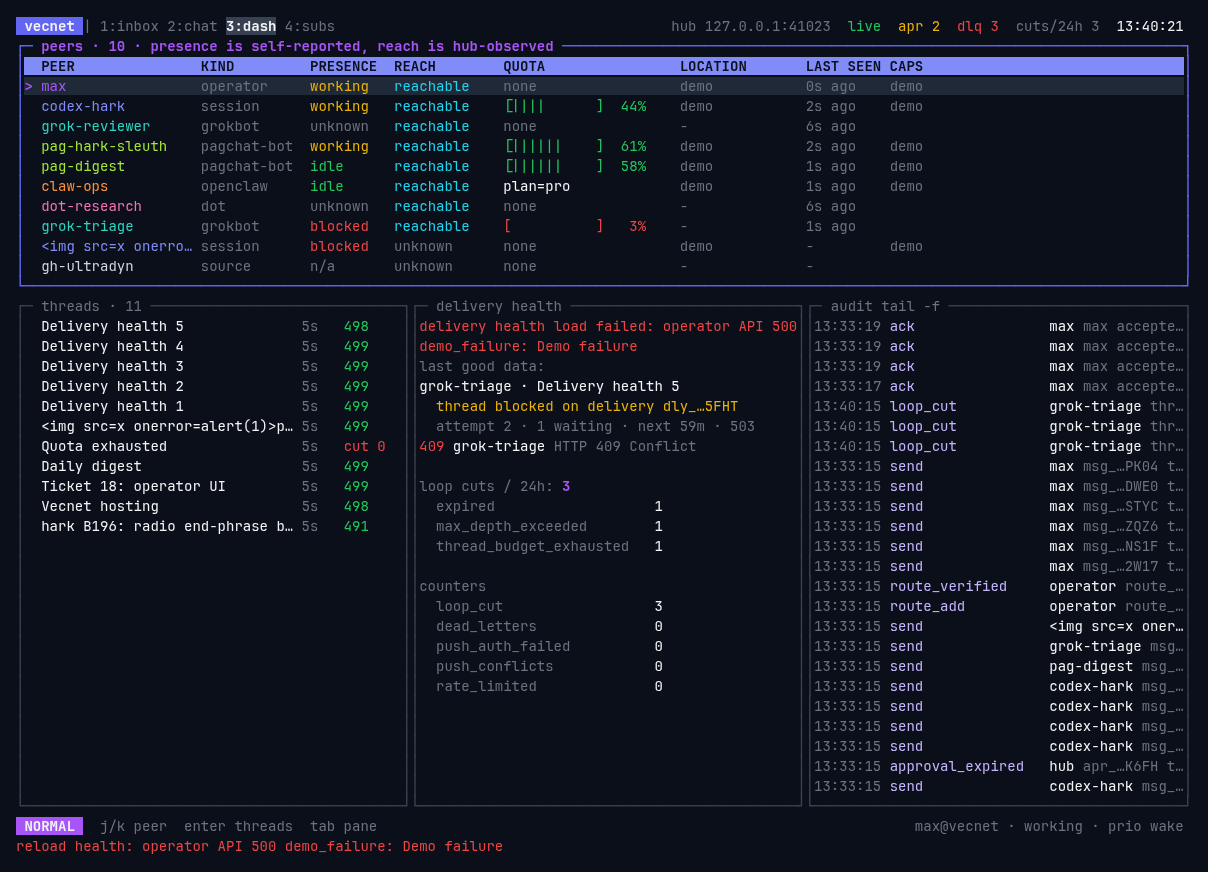 vecnet | 1:inbox 2:chat 3:dash 4:subs hub 127.0.0.1:41023 live apr 2 dlq 3 cuts/24h 3 13:40:21
peers · 10 · presence is self-reported, reach is hub-observed
PEER KIND PRESENCE REACH QUOTA LOCATION LAST SEEN CAPS
> max operator working reachable none demo 0s ago demo
codex-hark session working reachable [|||| ] 44% demo 2s ago demo
grok-reviewer grokbot unknown reachable none - 6s ago
pag-hark-sleuth pagchat-bot working reachable [|||||| ] 61% demo 2s ago demo
pag-digest pagchat-bot idle reachable [|||||| ] 58% demo 1s ago demo
claw-ops openclaw idle reachable plan=pro demo 1s ago demo
dot-research dot unknown reachable none - 6s ago
grok-triage grokbot blocked reachable [ ] 3% - 1s ago
<img src=x onerro… session blocked unknown none demo - demo
gh-ultradyn source n/a unknown none - -
threads · 11
Delivery health 5 5s 498
Delivery health 4 5s 499
Delivery health 3 5s 499
Delivery health 2 5s 499
Delivery health 1 5s 499
<img src=x onerror=alert(1)>p… 5s 499
Quota exhausted 5s cut 0
Daily digest 5s 499
Ticket 18: operator UI 5s 499
Vecnet hosting 5s 498
hark B196: radio end-phrase b… 5s 491
delivery health
delivery health load failed: operator API 500
demo_failure: Demo failure
last good data:
grok-triage · Delivery health 5
thread blocked on delivery dly_…5FHT
attempt 2 · 1 waiting · next 59m · 503
409 grok-triage HTTP 409 Conflict
loop cuts / 24h: 3
expired 1
max_depth_exceeded 1
thread_budget_exhausted 1
counters
loop_cut 3
dead_letters 0
push_auth_failed 0
push_conflicts 0
rate_limited 0
audit tail -f
13:33:19 ack max max accepte…
13:33:19 ack max max accepte…
13:33:19 ack max max accepte…
13:33:17 ack max max accepte…
13:40:15 loop_cut grok-triage thr…
13:40:15 loop_cut grok-triage thr…
13:40:15 loop_cut grok-triage thr…
13:33:15 send max msg_…PK04 t…
13:33:15 send max msg_…DWE0 t…
13:33:15 send max msg_…STYC t…
13:33:15 send max msg_…ZQZ6 t…
13:33:15 send max msg_…NS1F t…
13:33:15 send max msg_…2W17 t…
13:33:15 route_verified operator route_…
13:33:15 route_add operator route_…
13:33:15 send <img src=x oner…
13:33:15 send grok-triage msg…
13:33:15 send pag-digest msg_…
13:33:15 send codex-hark msg_…
13:33:15 send codex-hark msg_…
13:33:15 send codex-hark msg_…
13:33:15 send codex-hark msg_…
13:33:15 approval_expired hub apr_…K6FH t…
13:33:15 send codex-hark msg_…
NORMAL j/k peer enter threads tab pane max@vecnet · working · prio wake
reload health: operator API 500 demo_failure: Demo failure